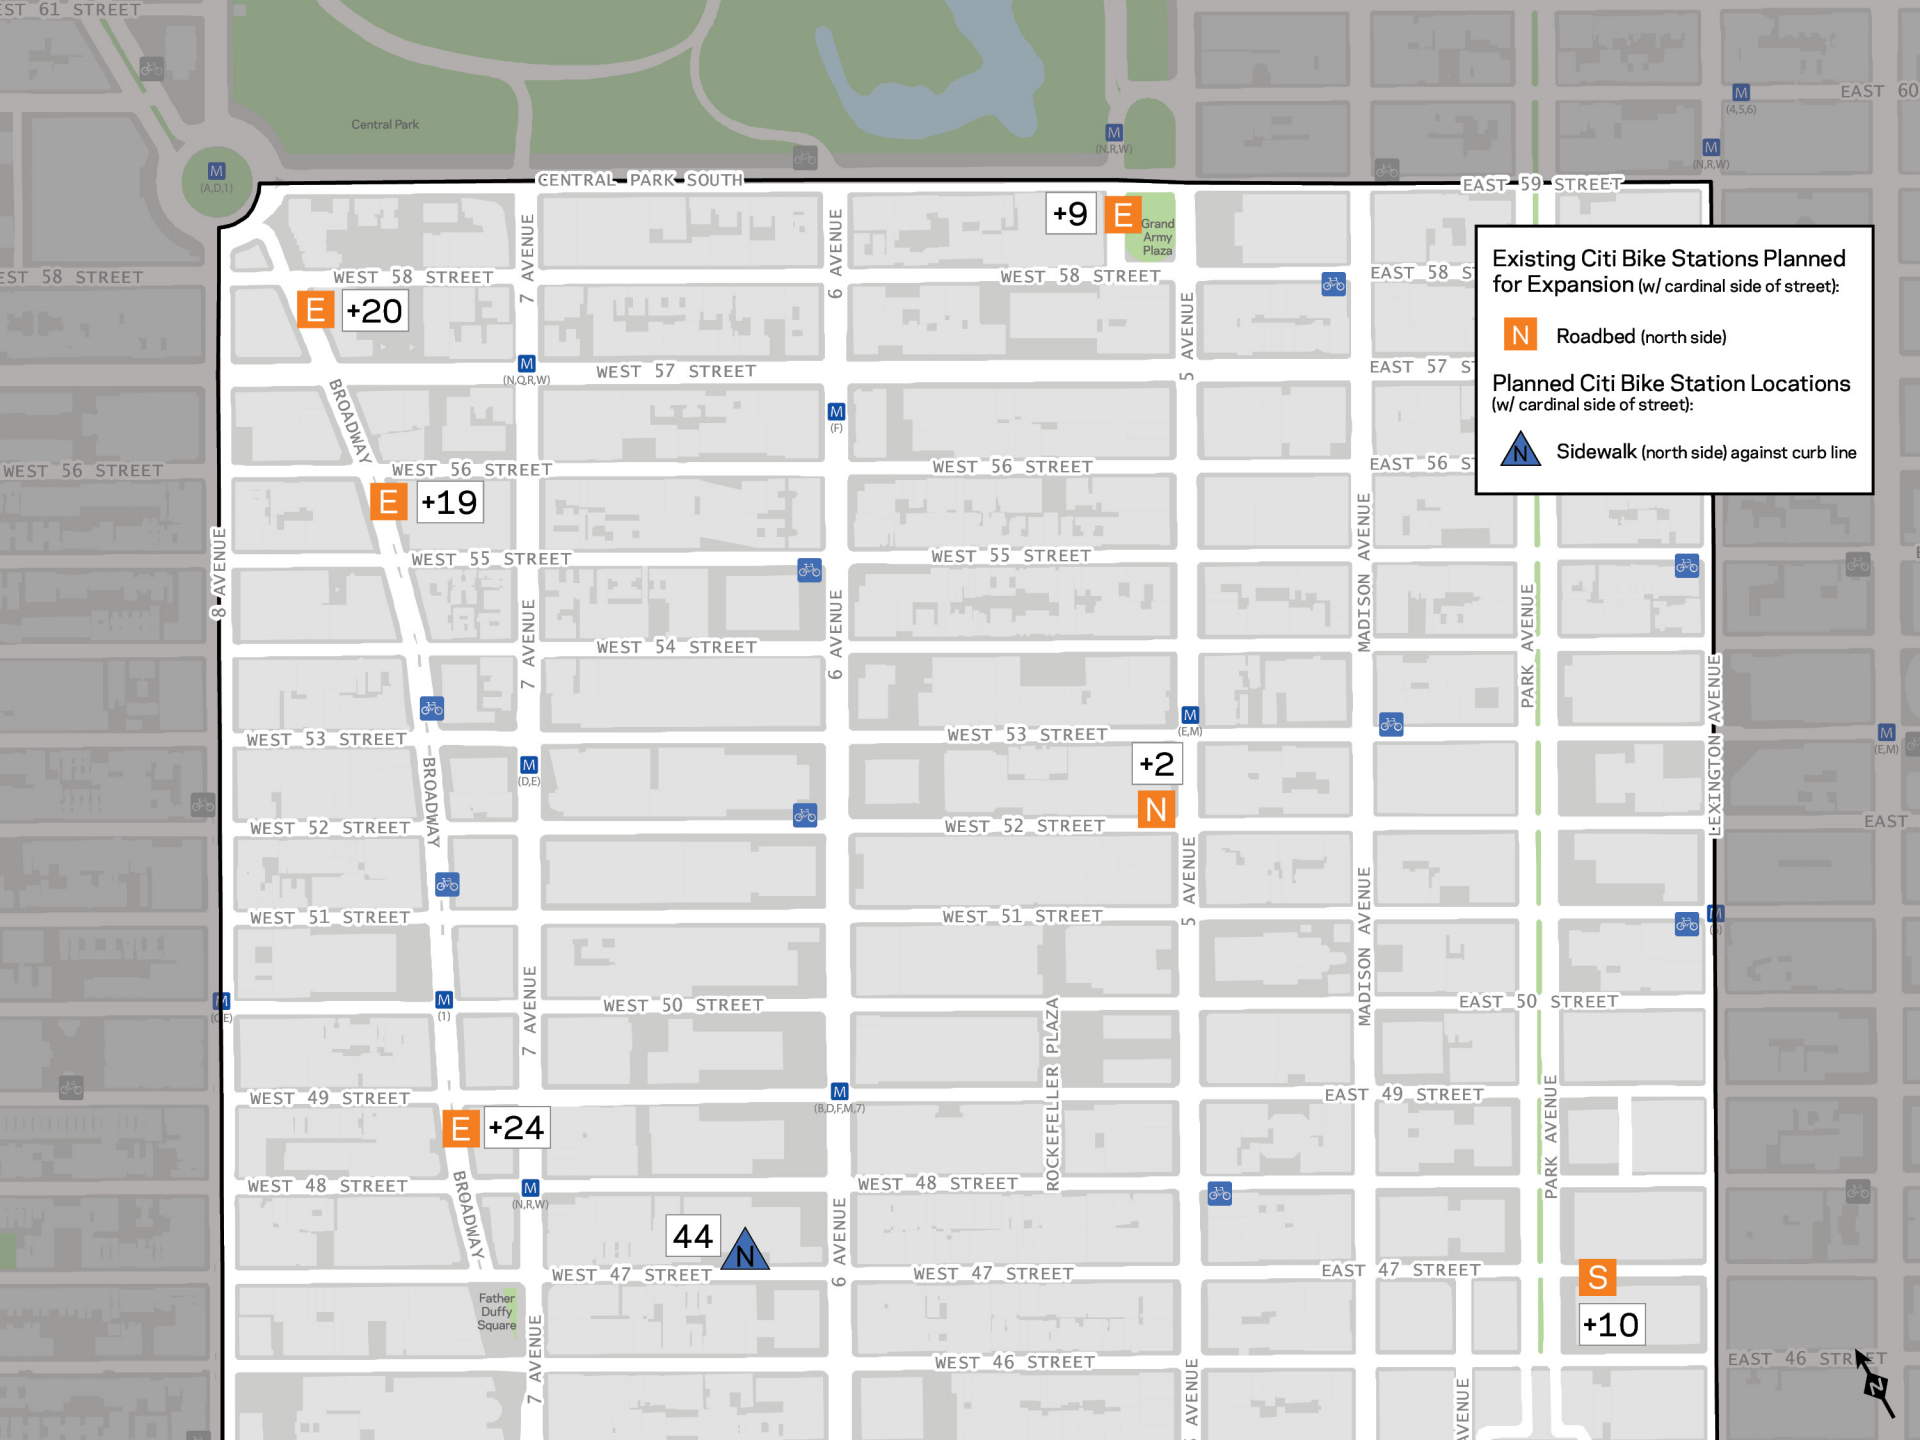 EST 61 STREET
EAST 60
M
(4,5,6)
Central Park
M
(N,R,W)
M
(N,R,W)
M
(A,D,1)
CENTRAL PARK SOUTH
EAST 59 STREET
+9 E
Grand
Army
Plaza
EST 58 STREET
WEST 58 STREET
WEST 58 STREET
EAST 58 S
7 AVENUE
6 AVENUE
5 AVENUE
Existing Citi Bike Stations Planned
for Expansion (w/ cardinal side of street):
N Roadbed (north side)
Planned Citi Bike Station Locations
(w/ cardinal side of street):
N Sidewalk (north side) against curb line
E +20
M
(N,Q,R,W)
WEST 57 STREET
EAST 57 S
BROADWAY
M
(F)
WEST 56 STREET
WEST 56 STREET
WEST 56 STREET
EAST 56 S
E +19
8 AVENUE
WEST 55 STREET
WEST 55 STREET
MADISON AVENUE
PARK AVENUE
7 AVENUE
6 AVENUE
WEST 54 STREET
LEXINGTON AVENUE
M
(E,M)
M
(E,M)
WEST 53 STREET
WEST 53 STREET
BROADWAY
M
(D,E)
+2
N
WEST 52 STREET
WEST 52 STREET
EAST
5 AVENUE
MADISON AVENUE
WEST 51 STREET
WEST 51 STREET
M
M
M
(1)
7 AVENUE
WEST 50 STREET
EAST 50 STREET
ROCKEFELLER PLAZA
WEST 49 STREET
M
(B,D,F,M,7)
EAST 49 STREET
PARK AVENUE
E +24
WEST 48 STREET
M
(N,R,W)
WEST 48 STREET
BROADWAY
6 AVENUE
44 N
WEST 47 STREET
WEST 47 STREET
EAST 47 STREET
S
+10
Father
Duffy
Square
7 AVENUE
WEST 46 STREET
EAST 46 STREET
AVENUE
AVENUE
N